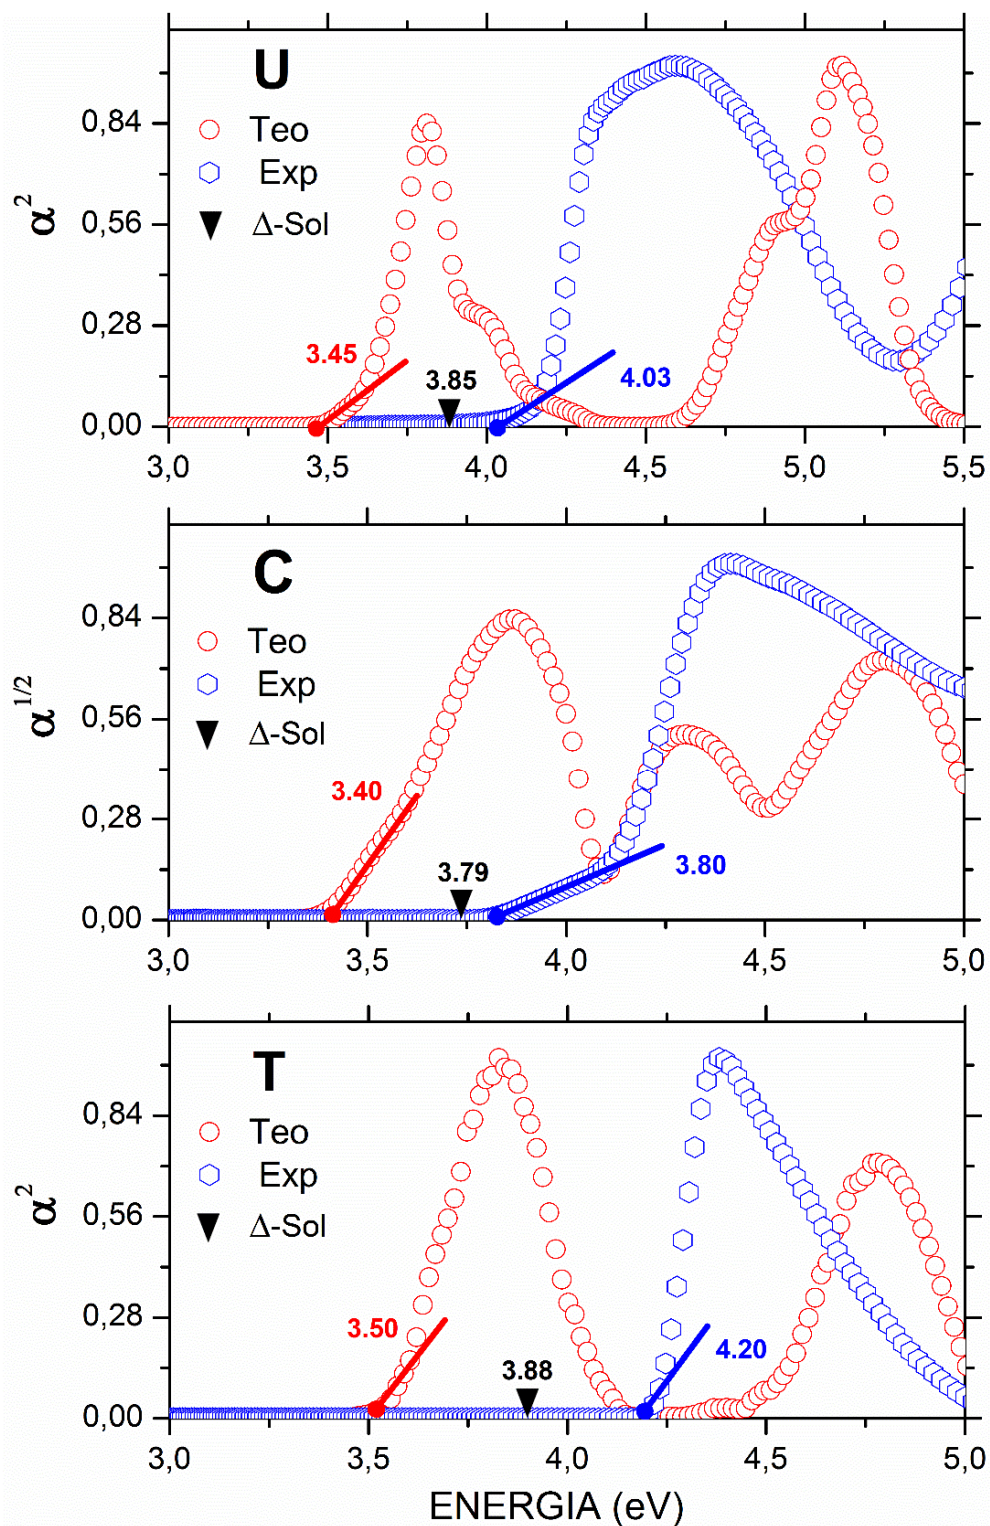 U
Teo
Exp
Δ-Sol
α²
0,84
0,56
0,28
0,00
3.45
3.85
4.03
3,0 3,5 4,0 4,5 5,0 5,5
C
Teo
Exp
Δ-Sol
α1/2
0,84
0,56
0,28
0,00
3.40
3.79
3.80
3,0 3,5 4,0 4,5 5,0
T
Teo
Exp
Δ-Sol
α²
0,84
0,56
0,28
0,00
3.50
3.88
4.20
3,0 3,5 4,0 4,5 5,0
ENERGIA (eV)